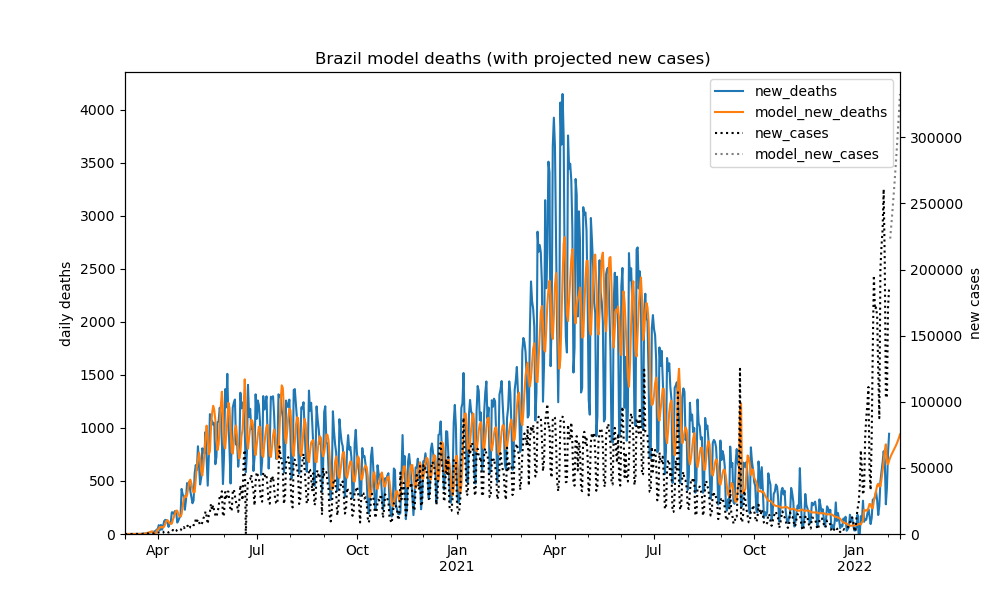 Brazil model deaths (with projected new cases)
new_deaths
model_new_deaths
new_cases
model_new_cases
daily deaths
4000
3500
3000
2500
2000
1500
1000
500
0
300000
250000
200000
150000
100000
50000
0
new cases
Apr
Jul
Oct
Jan
2021
Apr
Jul
Oct
Jan
2022